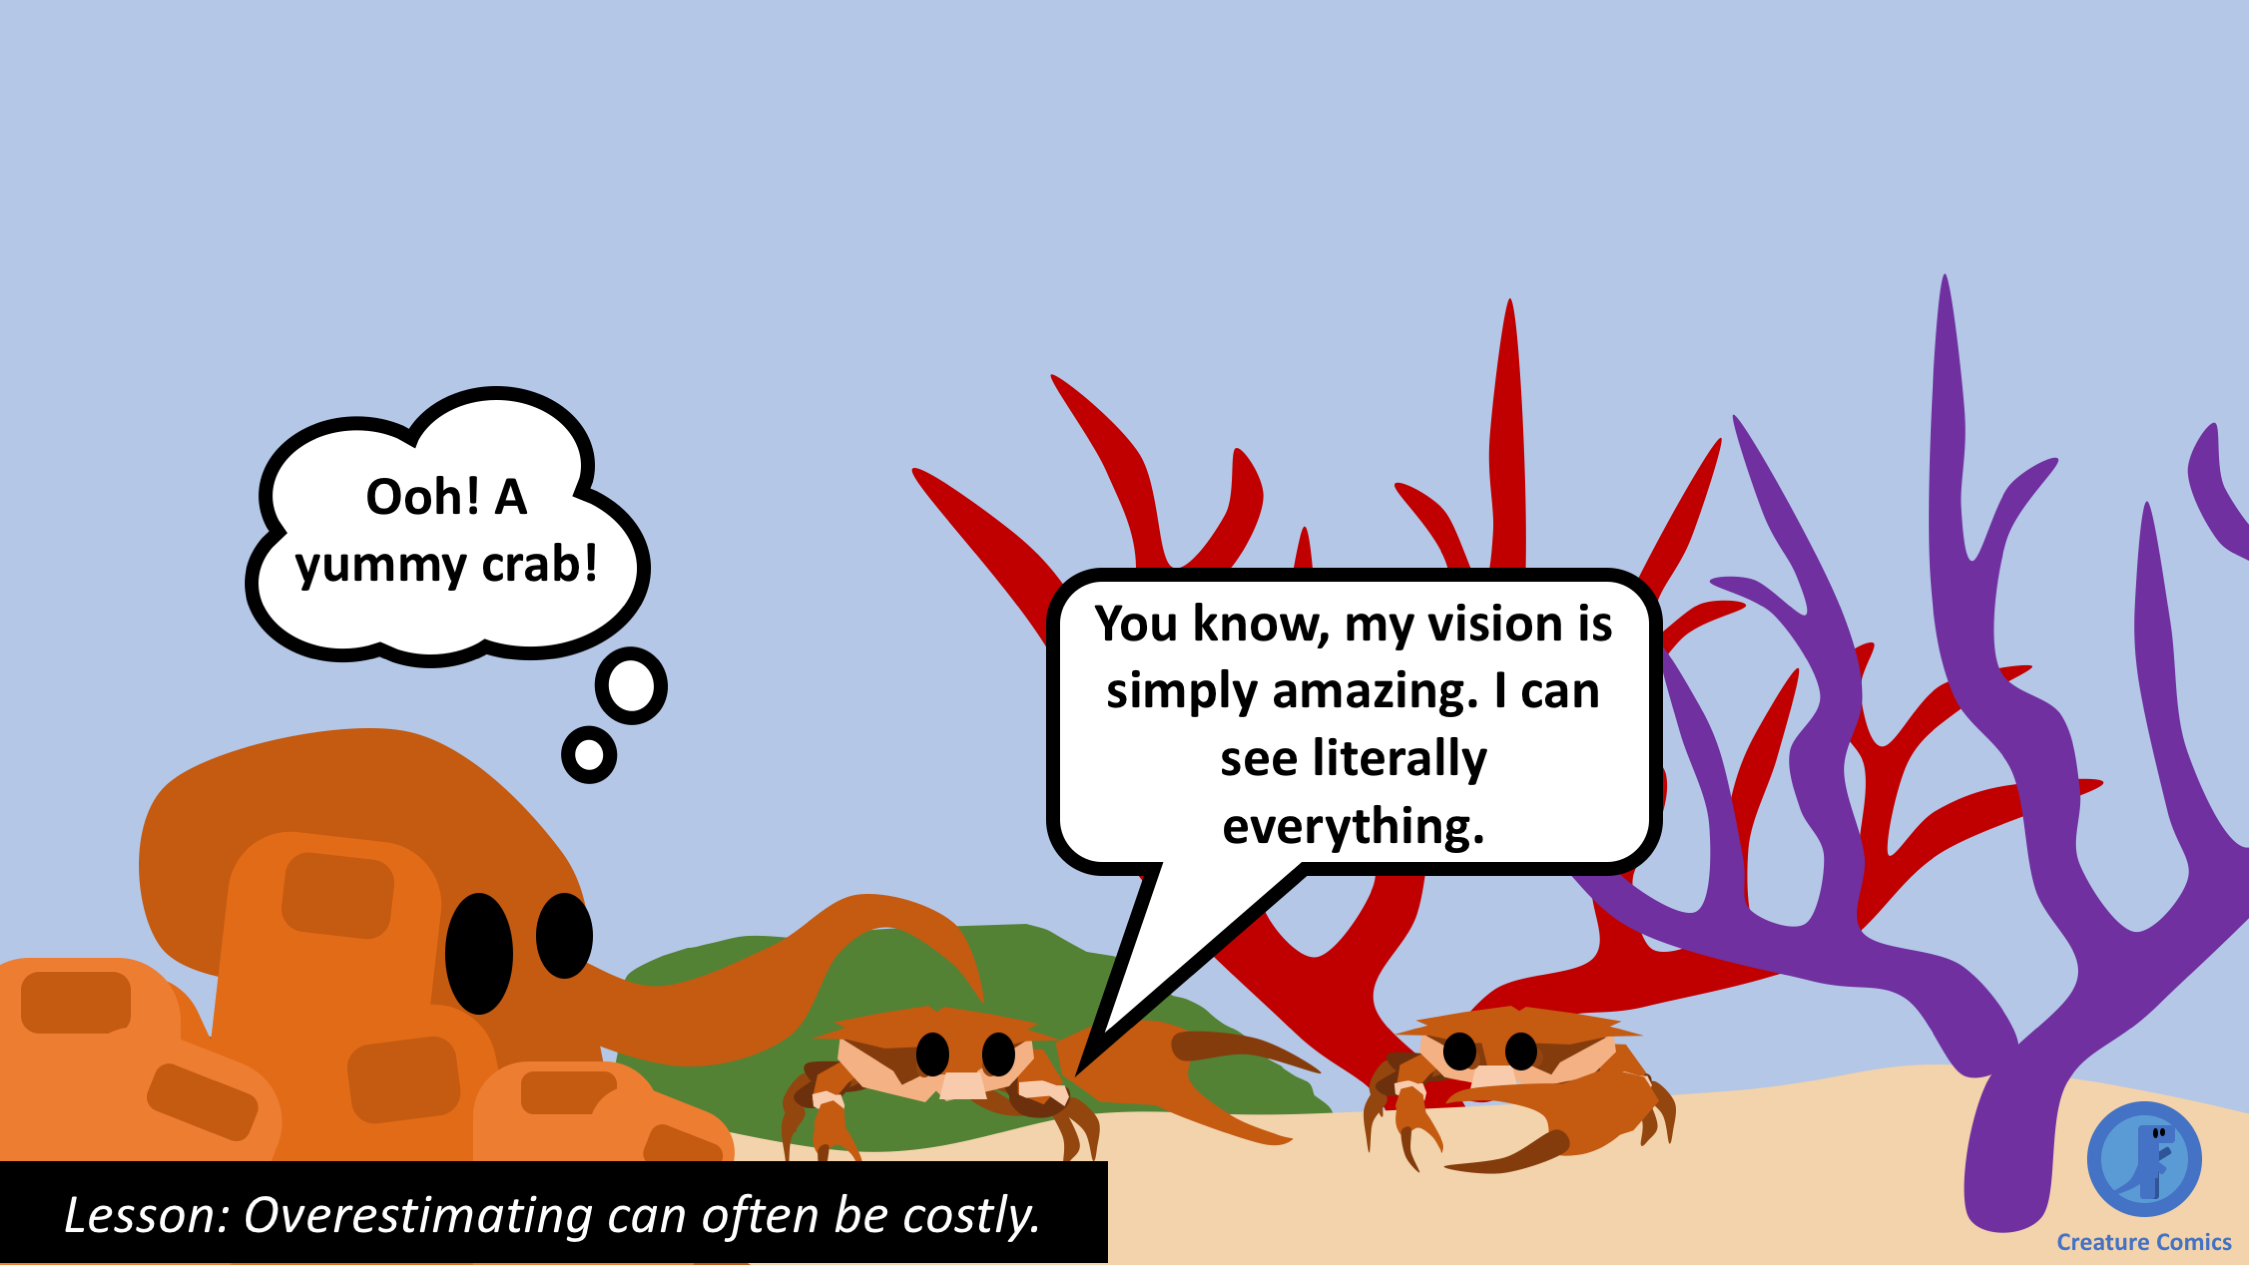 Ooh! A
yummy crab!
You know, my vision is
simply amazing. I can
see literally
everything.
Lesson: Overestimating can often be costly.
Creature Comics